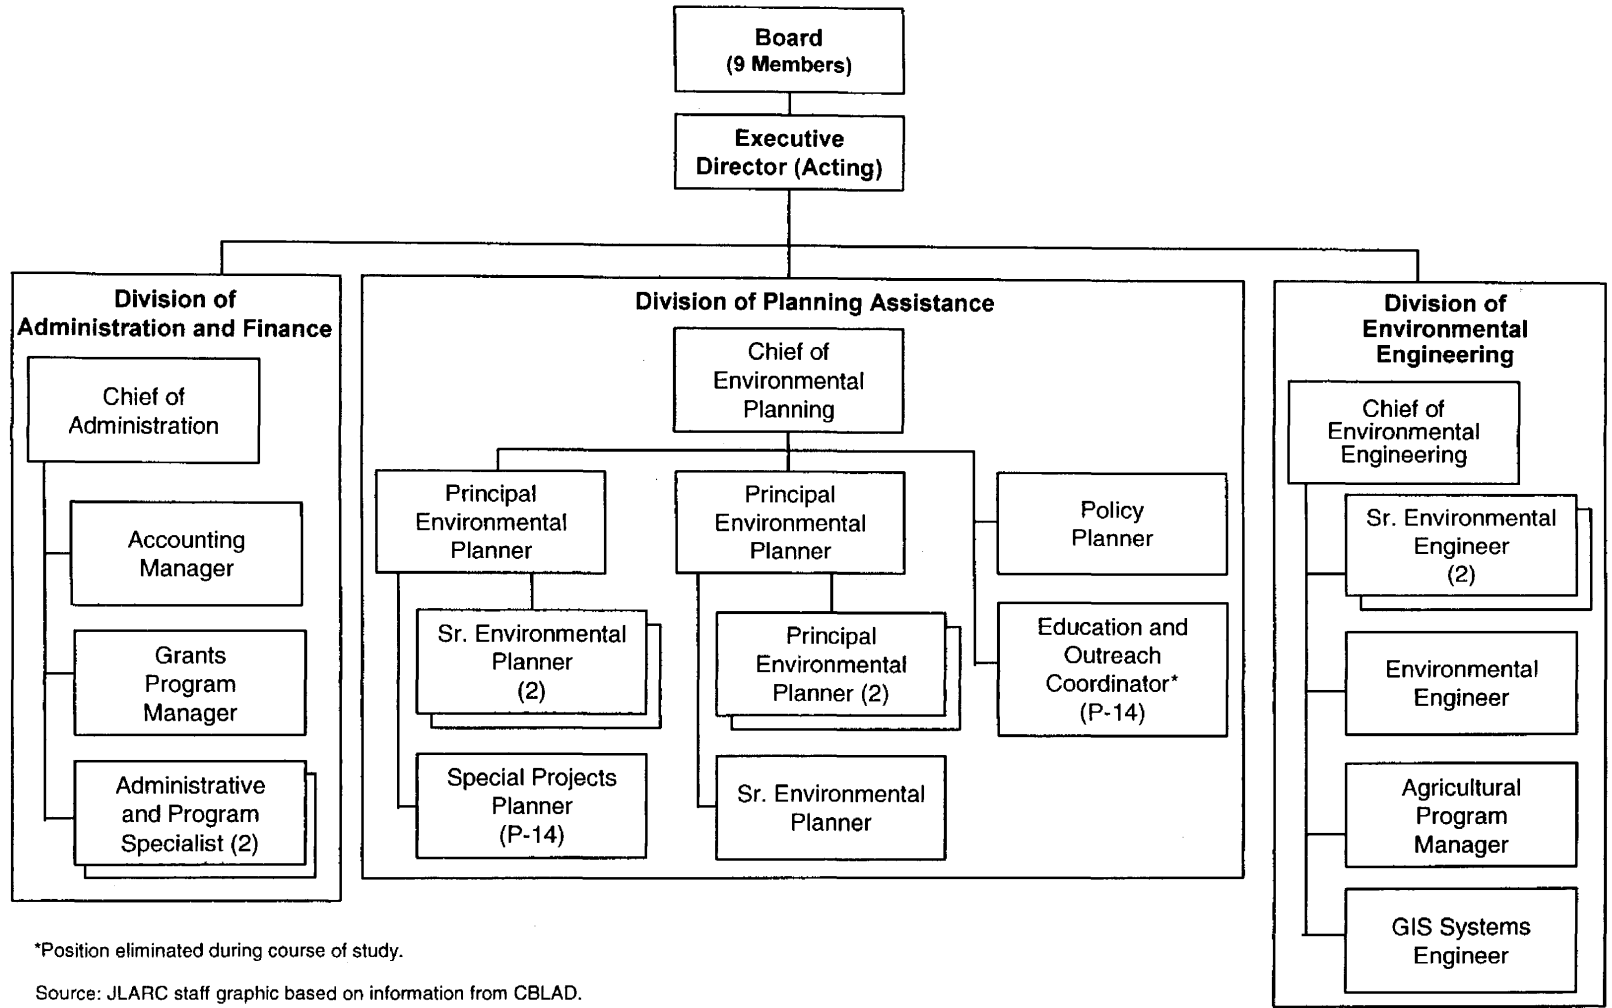 Board
(9 Members)
Executive
Director (Acting)
Division of
Administration and Finance
Chief of
Administration
Accounting
Manager
Grants
Program
Manager
Administrative
and Program
Specialist (2)
Division of Planning Assistance
Chief of
Environmental
Planning
Principal
Environmental
Planner
Sr. Environmental
Planner
(2)
Special Projects
Planner
(P-14)
Principal
Environmental
Planner
Principal
Environmental
Planner (2)
Sr. Environmental
Planner
Policy
Planner
Education and
Outreach
Coordinator*
(P-14)
Division of
Environmental
Engineering
Chief of
Environmental
Engineering
Sr. Environmental
Engineer
(2)
Environmental
Engineer
Agricultural
Program
Manager
GIS Systems
Engineer
*Position eliminated during course of study.
Source: JLARC staff graphic based on information from CBLAD.